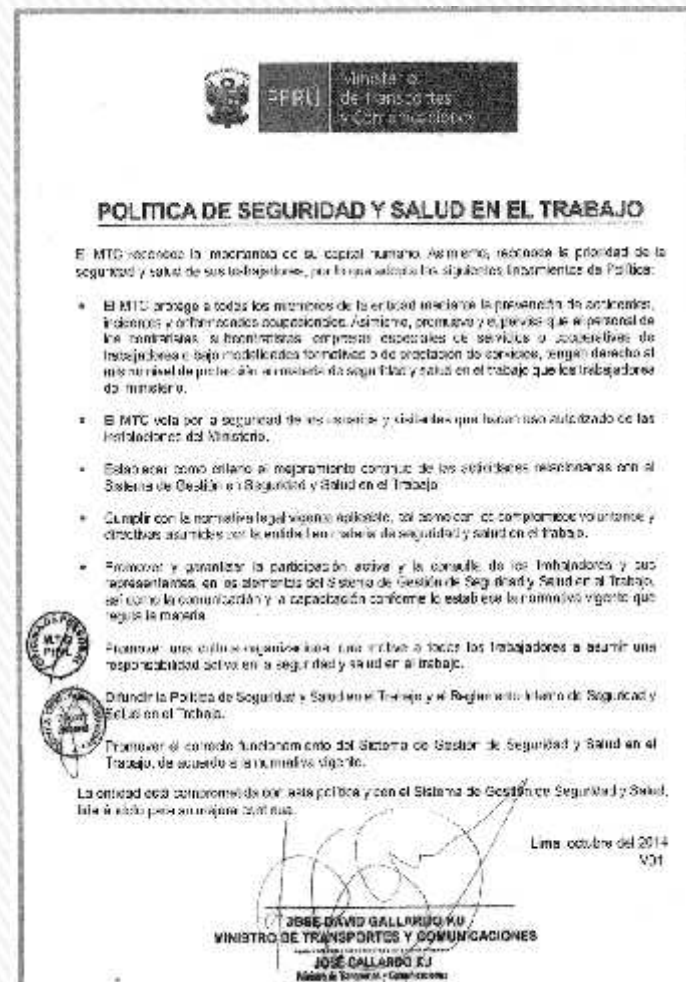 PERÚ
Ministerio
de Transportes
y Comunicaciones
POLITICA DE SEGURIDAD Y SALUD EN EL TRABAJO
El MTC reconoce la importancia de su capital humano. Asimismo, reconoce la prioridad de la
seguridad y salud de sus trabajadores, por lo que adopta los siguientes lineamientos de Política:
• El MTC protege a todos los miembros de la entidad mediante la prevención de accidentes,
incidentes y enfermedades ocupacionales. Asimismo, promueve y supervisa que el personal de
los contratistas, subcontratistas, empresas especiales de servicios o cooperativas de
trabajadores o bajo modalidades formativas o de prestación de servicios, tengan derecho al
mismo nivel de protección en materia de seguridad y salud en el trabajo que los trabajadores
del ministerio.
• El MTC vela por la seguridad de los usuarios y visitantes que hacen uso autorizado de las
instalaciones del Ministerio.
• Establecer como criterio el mejoramiento continuo de las actividades relacionadas con el
Sistema de Gestión en Seguridad y Salud en el Trabajo
• Cumplir con la normativa legal vigente aplicable, así como con los compromisos voluntarios y
directivas asumidas por la entidad en materia de seguridad y salud en el trabajo.
• Promover y garantizar la participación activa y la consulta de los trabajadores y sus
representantes, en los elementos del Sistema de Gestión de Seguridad y Salud en el Trabajo,
así como la comunicación y la capacitación conforme lo establece la normativa vigente que
regula la materia.
Promover una cultura organizacional que motive a todos los trabajadores a asumir una
responsabilidad activa en la seguridad y salud en el trabajo.
Difundir la Política de Seguridad y Salud en el Trabajo y el Reglamento Interno de Seguridad y
Salud en el Trabajo.
Promover el correcto funcionamiento del Sistema de Gestión de Seguridad y Salud en el
Trabajo, de acuerdo a la normativa vigente.
La entidad está comprometida con esta política y con el Sistema de Gestión de Seguridad y Salud,
para su mejora continua.
Lima, octubre del 2014
V01
JOSE DAVID GALLARDO KU
MINISTRO DE TRANSPORTES Y COMUNICACIONES
JOSÉ GALLARDO KU
Ministro de Transportes y Comunicaciones